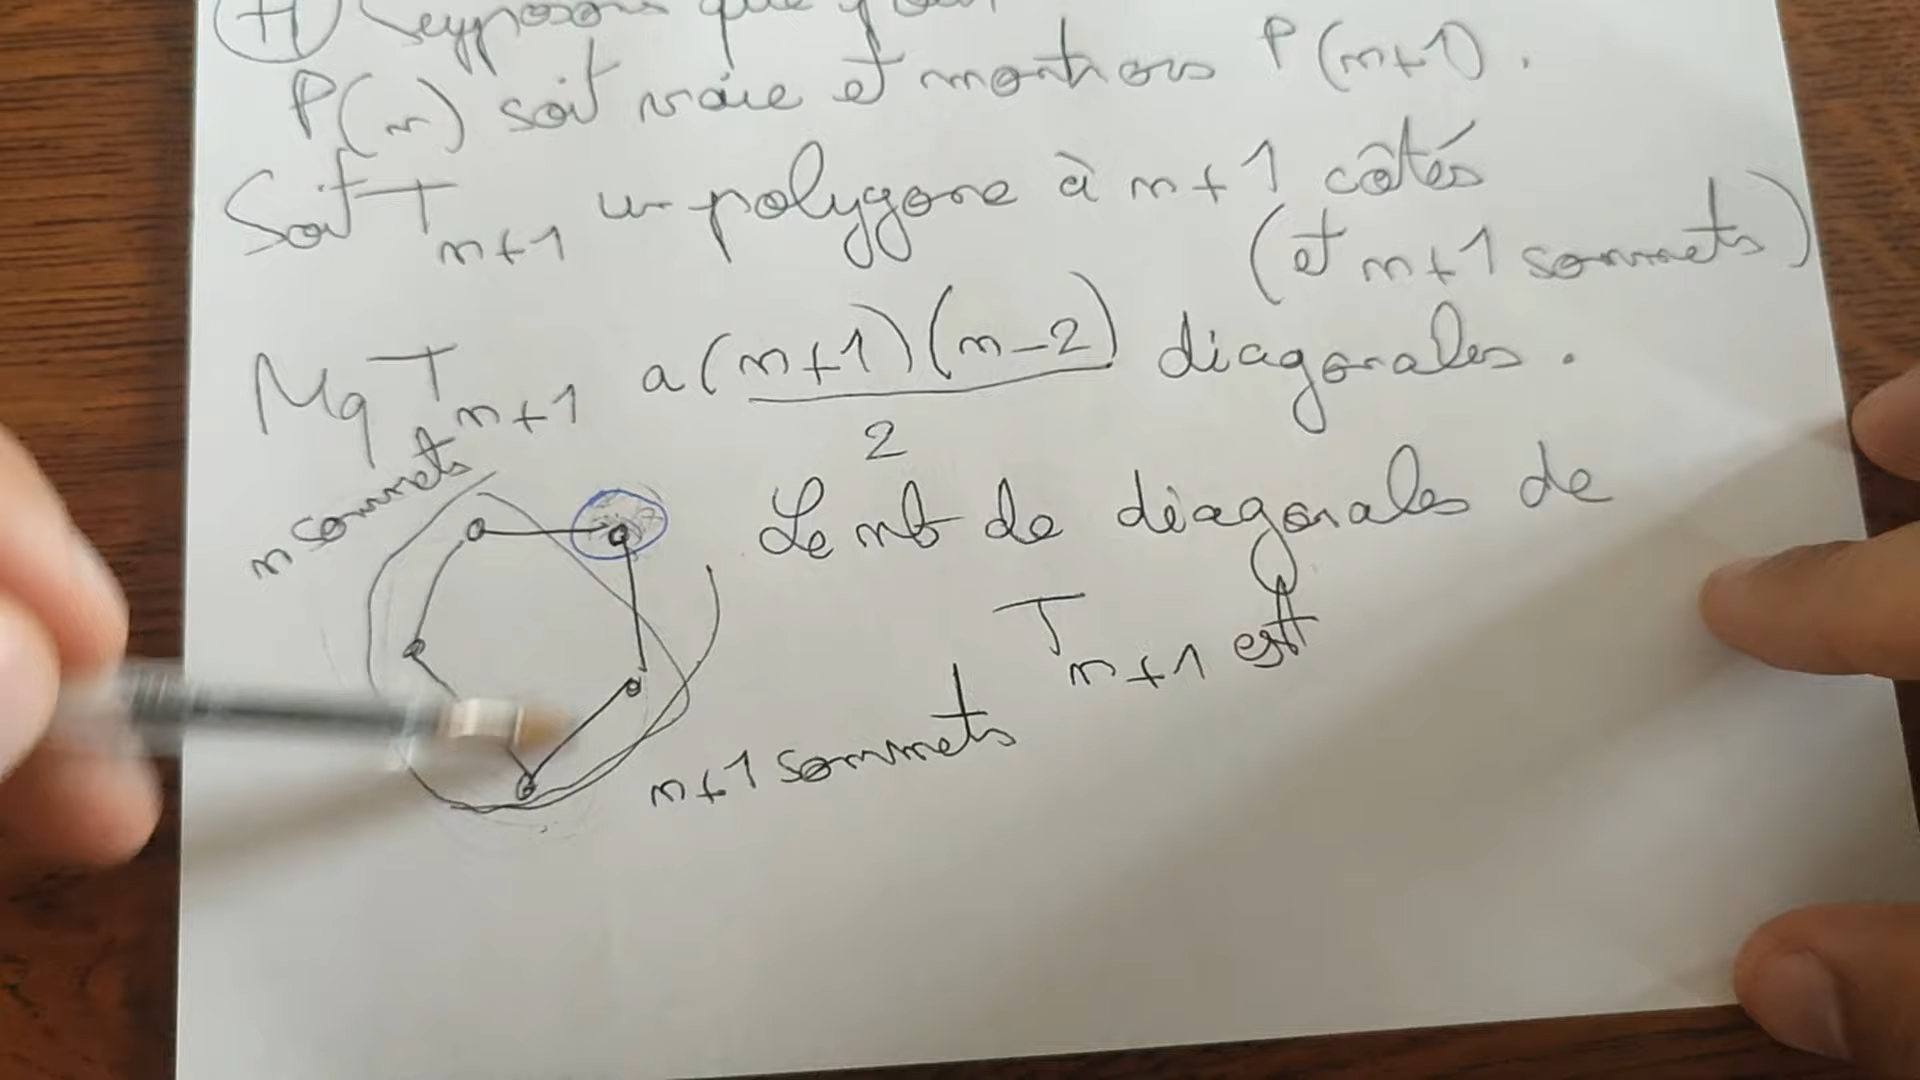 (H) Supposons que pour
P(n) soit vraie et montrons P(n+1).
Soit T n+1 un polygone à n+1 côtés
(et n+1 sommets)
Mq T n+1 a (n+1)(n-2) diagonales.
2
n sommets
Le nb de diagonales de
T n+1 est
n+1 sommets